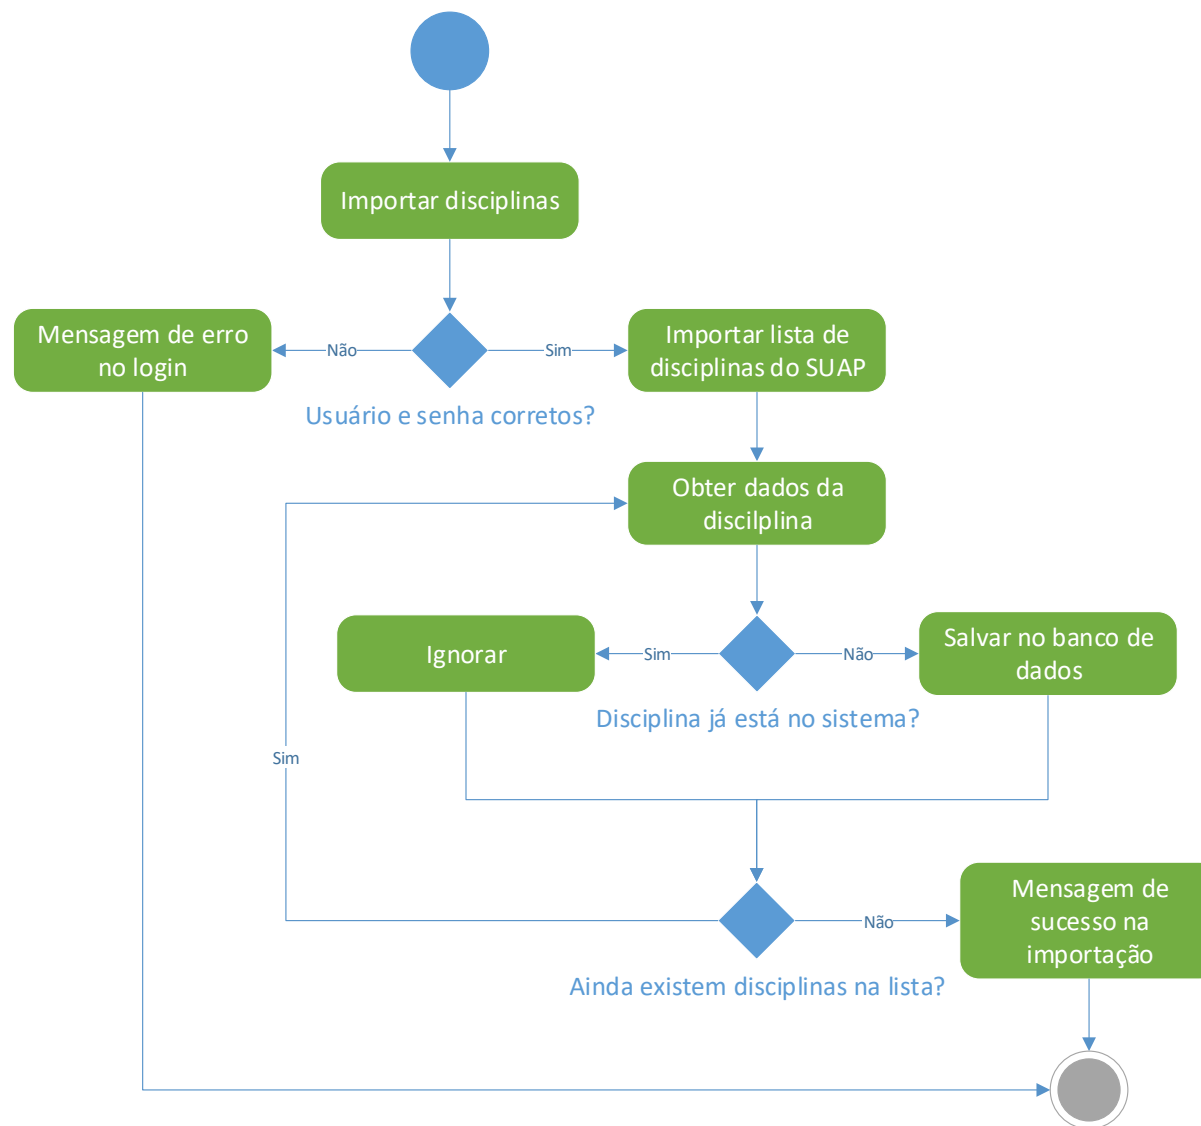 Importar disciplinas
Mensagem de erro
no login
Não
Sim
Importar lista de
disciplinas do SUAP
Usuário e senha corretos?
Obter dados da
discilplina
Ignorar
Sim
Não
Salvar no banco de
dados
Disciplina já está no sistema?
Sim
Não
Mensagem de
sucesso na
importação
Ainda existem disciplinas na lista?